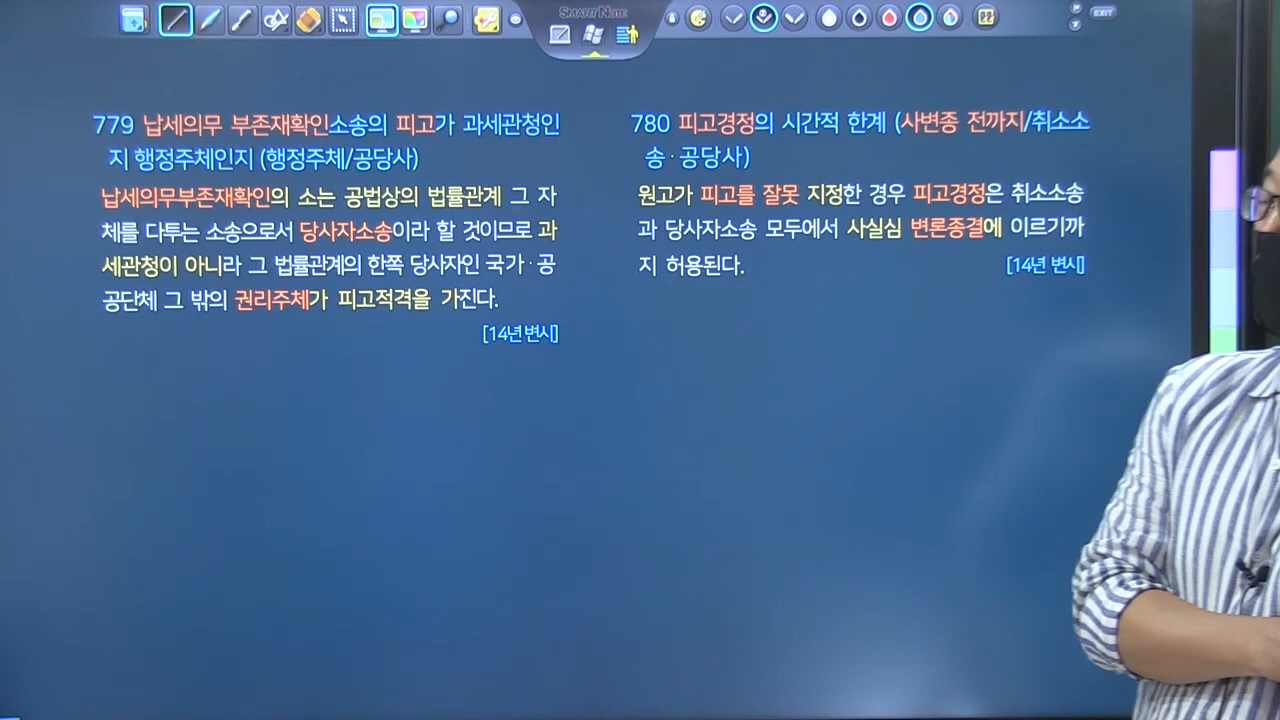 SMARTNOTE
EXIT
779 납세의무 부존재확인소송의 피고가 과세관청인
지 행정주체인지 (행정주체/공당사)
납세의무부존재확인의 소는 공법상의 법률관계 그 자
체를 다투는 소송으로서 당사자소송이라 할 것이므로 과
세관청이 아니라 그 법률관계의 한쪽 당사자인 국가·공
공단체 그 밖의 권리주체가 피고적격을 가진다.
[14년 변시]
780 피고경정의 시간적 한계 (사변종 전까지/취소소
송·공당사)
원고가 피고를 잘못 지정한 경우 피고경정은 취소소송
과 당사자소송 모두에서 사실심 변론종결에 이르기까
지 허용된다.
[14년 변시]